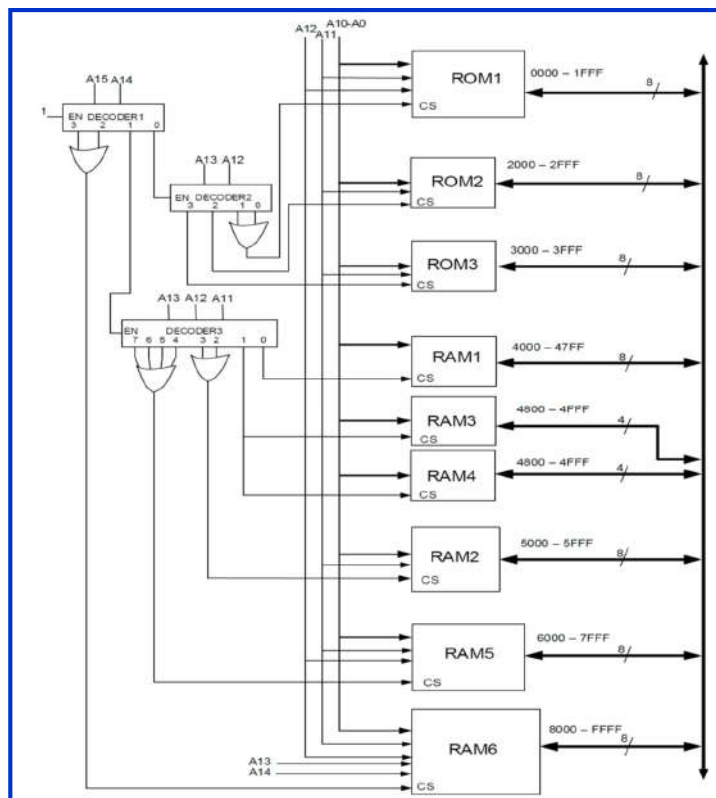 A10-A0
A12
A11
ROM1
0000 – 1FFF
8
CS
A15 A14
1
EN DECODER1
3 2 1 0
A13 A12
EN DECODER2
3 2 1 0
ROM2
2000 – 2FFF
8
CS
ROM3
3000 – 3FFF
8
CS
A13 A12 A11
EN DECODER3
7 6 5 4 3 2 1 0
RAM1
4000 – 47FF
8
CS
RAM3
4800 – 4FFF
4
CS
RAM4
4800 – 4FFF
4
CS
RAM2
5000 – 5FFF
8
CS
RAM5
6000 – 7FFF
8
CS
RAM6
8000 – FFFF
8
A13
A14
CS